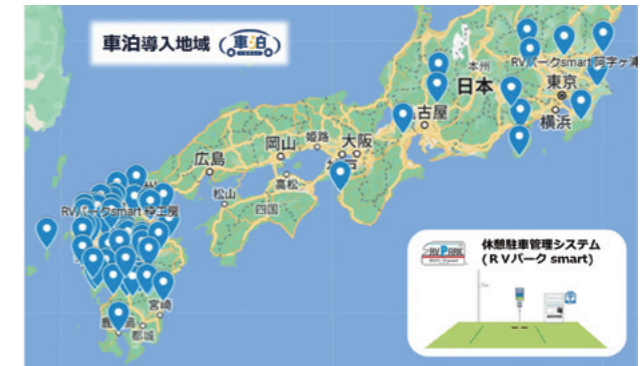 車泊導入地域
車泊
本州
RVパークsmart 阿字ヶ浦
日本
東京
古屋
横浜
姫路
大阪
岡山
広島
高松
松山
四国
RVパークsmart 梓工房
宮崎
鹿
島
都城
RV PARK
休憩駐車管理システム
(RVパーク smart)